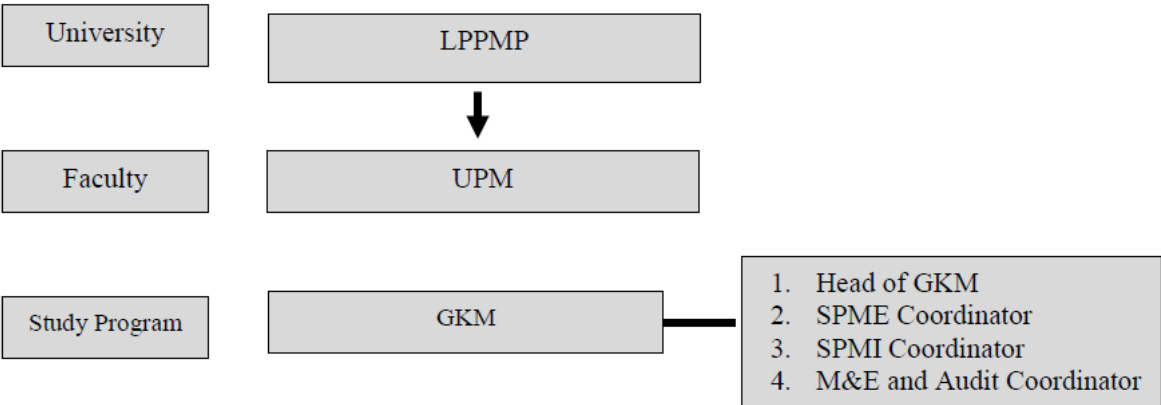 University
LPPMP
Faculty
UPM
Study Program
GKM
1. Head of GKM
2. SPME Coordinator
3. SPMI Coordinator
4. M&E and Audit Coordinator